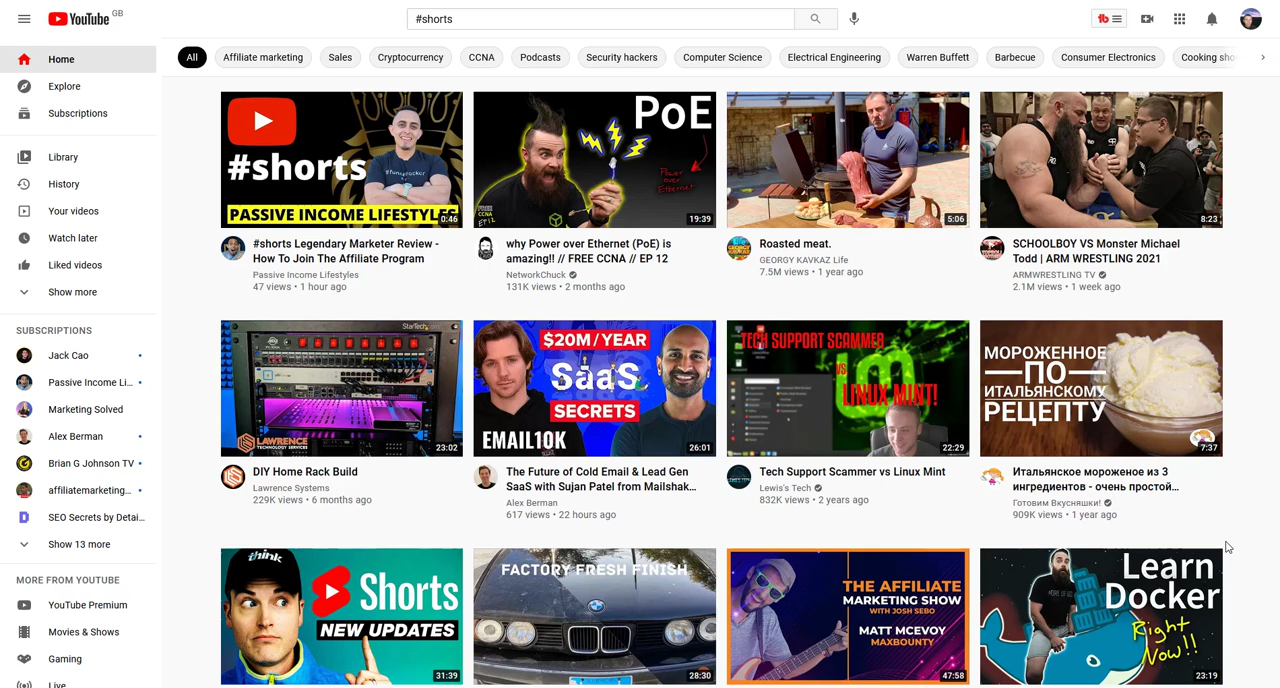 YouTube GB
#shorts
tb
Home
Explore
Subscriptions
Library
History
Your videos
Watch later
Liked videos
Show more
SUBSCRIPTIONS
Jack Cao
Passive Income Li...
Marketing Solved
Alex Berman
Brian G Johnson TV
affiliatemarketing...
SEO Secrets by Detai...
Show 13 more
MORE FROM YOUTUBE
YouTube Premium
Movies & Shows
Gaming
Live
All
Affiliate marketing
Sales
Cryptocurrency
CCNA
Podcasts
Security hackers
Computer Science
Electrical Engineering
Warren Buffett
Barbecue
Consumer Electronics
Cooking sho
#shorts
#funnelhacker
PASSIVE INCOME LIFESTYLES
0:46
#shorts Legendary Marketer Review -
How To Join The Affiliate Program
Passive Income Lifestyles
47 views • 1 hour ago
PoE
Power
over
Ethernet
FREE
CCNA
EP 12
19:39
why Power over Ethernet (PoE) is
amazing!! // FREE CCNA // EP 12
NetworkChuck
131K views • 2 months ago
5:06
Roasted meat.
GEORGY KAVKAZ Life
7.5M views • 1 year ago
8:23
SCHOOLBOY VS Monster Michael
Todd | ARM WRESTLING 2021
ARMWRESTLING TV
2.1M views • 1 week ago
StarTech
LAWRENCE
TECHNOLOGY SERVICES
23:02
DIY Home Rack Build
Lawrence Systems
229K views • 6 months ago
$20M/YEAR
SaaS
SECRETS
EMAIL10K
26:01
The Future of Cold Email & Lead Gen
SaaS with Sujan Patel from Mailshak...
Alex Berman
617 views • 22 hours ago
TECH SUPPORT SCAMMER
VS
LINUX MINT!
22:29
Tech Support Scammer vs Linux Mint
Lewis's Tech
832K views • 2 years ago
МОРОЖЕННОЕ
ПО
ИТАЛЬЯНСКОМУ
РЕЦЕПТУ
7:37
Итальянское мороженое из 3
ингредиентов - очень простой...
Готовим Вкусняшки!
909K views • 1 year ago
think
Shorts
NEW UPDATES
31:39
FACTORY FRESH FINISH
28:30
THE AFFILIATE
MARKETING SHOW
WITH JOSH SEBO
MATT MCEVOY
MAXBOUNTY
47:58
Learn
Docker
Right
Now!!
23:19